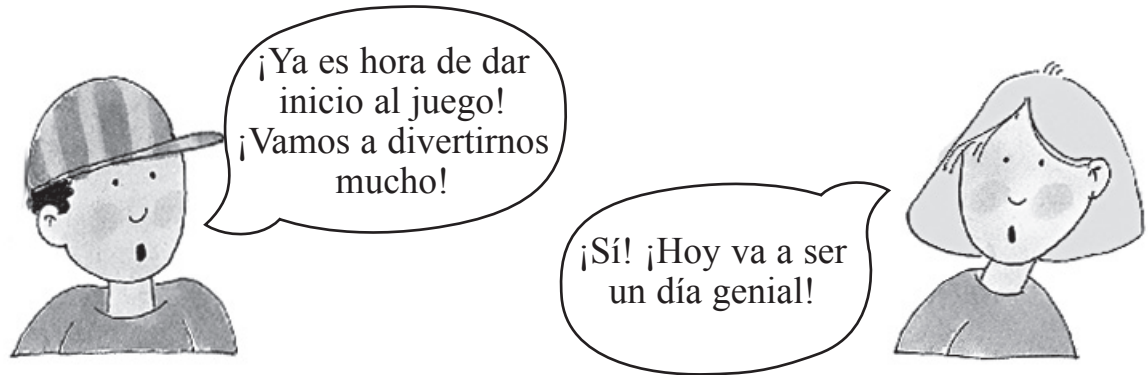 ¡Ya es hora de dar
inicio al juego!
¡Vamos a divertirnos
mucho!
¡Sí! ¡Hoy va a ser
un día genial!